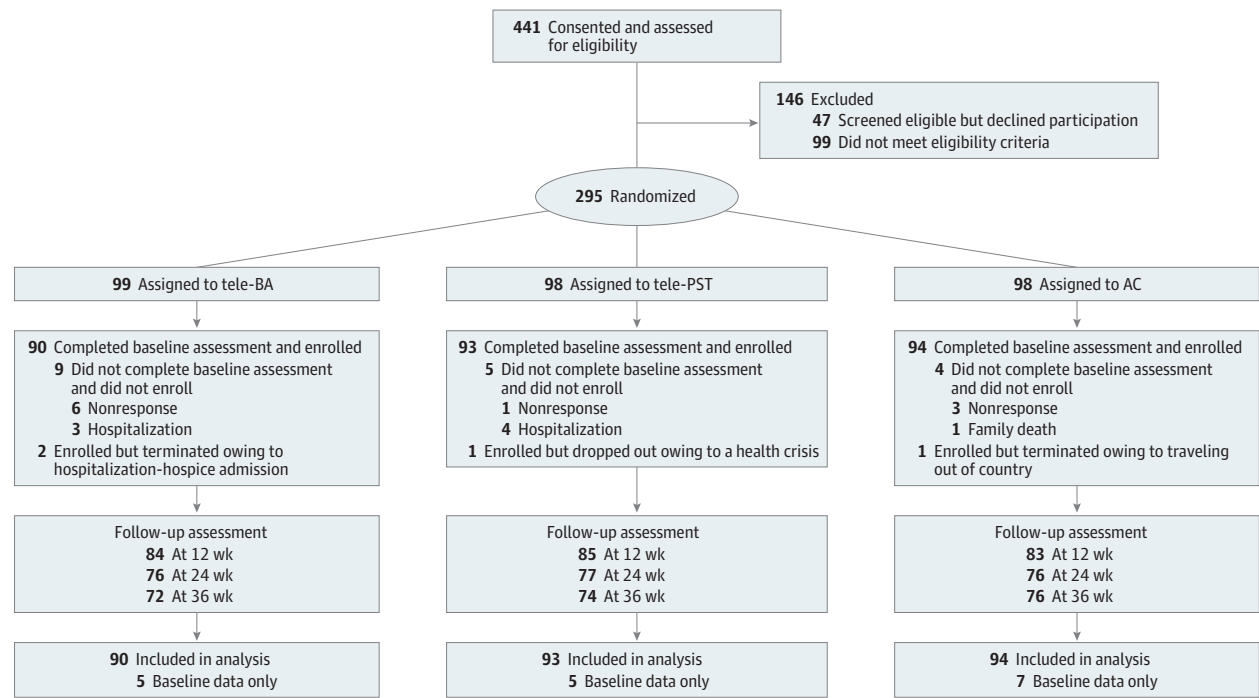 441 Consented and assessed
for eligibility
146 Excluded
47 Screened eligible but declined participation
99 Did not meet eligibility criteria
295 Randomized
99 Assigned to tele-BA
90 Completed baseline assessment and enrolled
9 Did not complete baseline assessment
and did not enroll
6 Nonresponse
3 Hospitalization
2 Enrolled but terminated owing to
hospitalization-hospice admission
Follow-up assessment
84 At 12 wk
76 At 24 wk
72 At 36 wk
90 Included in analysis
5 Baseline data only
98 Assigned to tele-PST
93 Completed baseline assessment and enrolled
5 Did not complete baseline assessment
and did not enroll
1 Nonresponse
4 Hospitalization
1 Enrolled but dropped out owing to a health crisis
Follow-up assessment
85 At 12 wk
77 At 24 wk
74 At 36 wk
93 Included in analysis
5 Baseline data only
98 Assigned to AC
94 Completed baseline assessment and enrolled
4 Did not complete baseline assessment
and did not enroll
3 Nonresponse
1 Family death
1 Enrolled but terminated owing to traveling
out of country
Follow-up assessment
83 At 12 wk
76 At 24 wk
76 At 36 wk
94 Included in analysis
7 Baseline data only